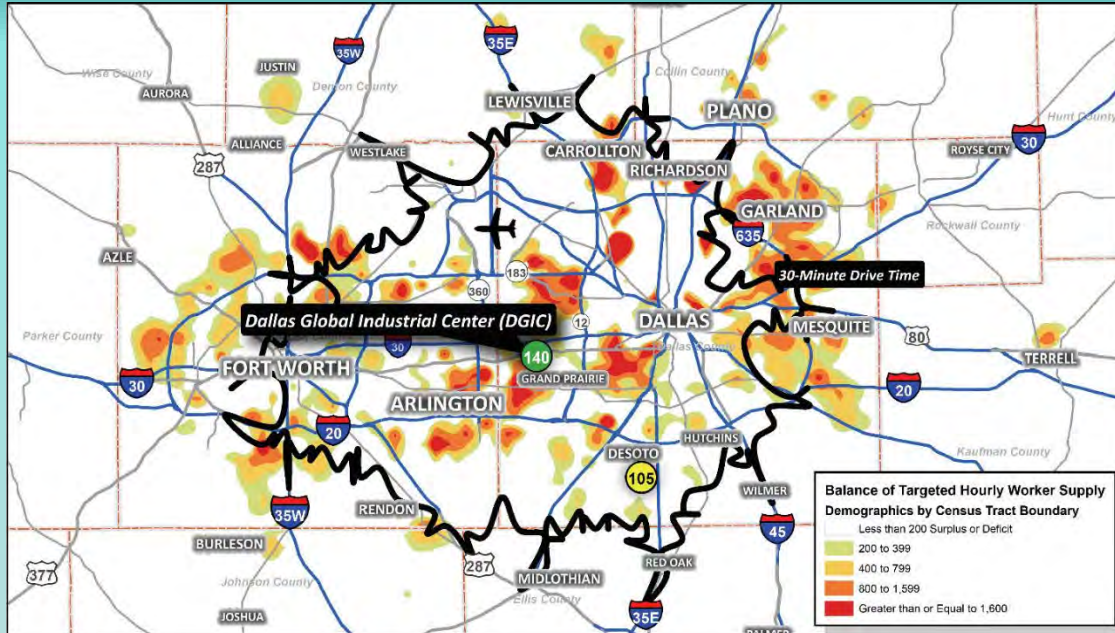 35W
35E
JUSTIN
Wise County
Denton County
Collin County
AURORA
LEWISVILLE
PLANO
Hunt County
30
ALLIANCE
WESTLAKE
CARROLLTON
ROYSE CITY
287
RICHARDSON
GARLAND
635
Rockwall County
AZLE
183
30-Minute Drive Time
360
Dallas Global Industrial Center (DGIC)
12
DALLAS
MESQUITE
80
Parker County
30
140
Dallas County
TERRELL
FORT WORTH
GRAND PRAIRIE
30
20
ARLINGTON
20
HUTCHINS
DESOTO
Kaufman County
105
WILMER
RENDON
35W
45
BURLESON
287
RED OAK
377
MIDLOTHIAN
Johnson County
Ellis County
35E
JOSHUA
Balance of Targeted Hourly Worker Supply
Demographics by Census Tract Boundary
Less than 200 Surplus or Deficit
200 to 399
400 to 799
800 to 1,599
Greater than or Equal to 1,600